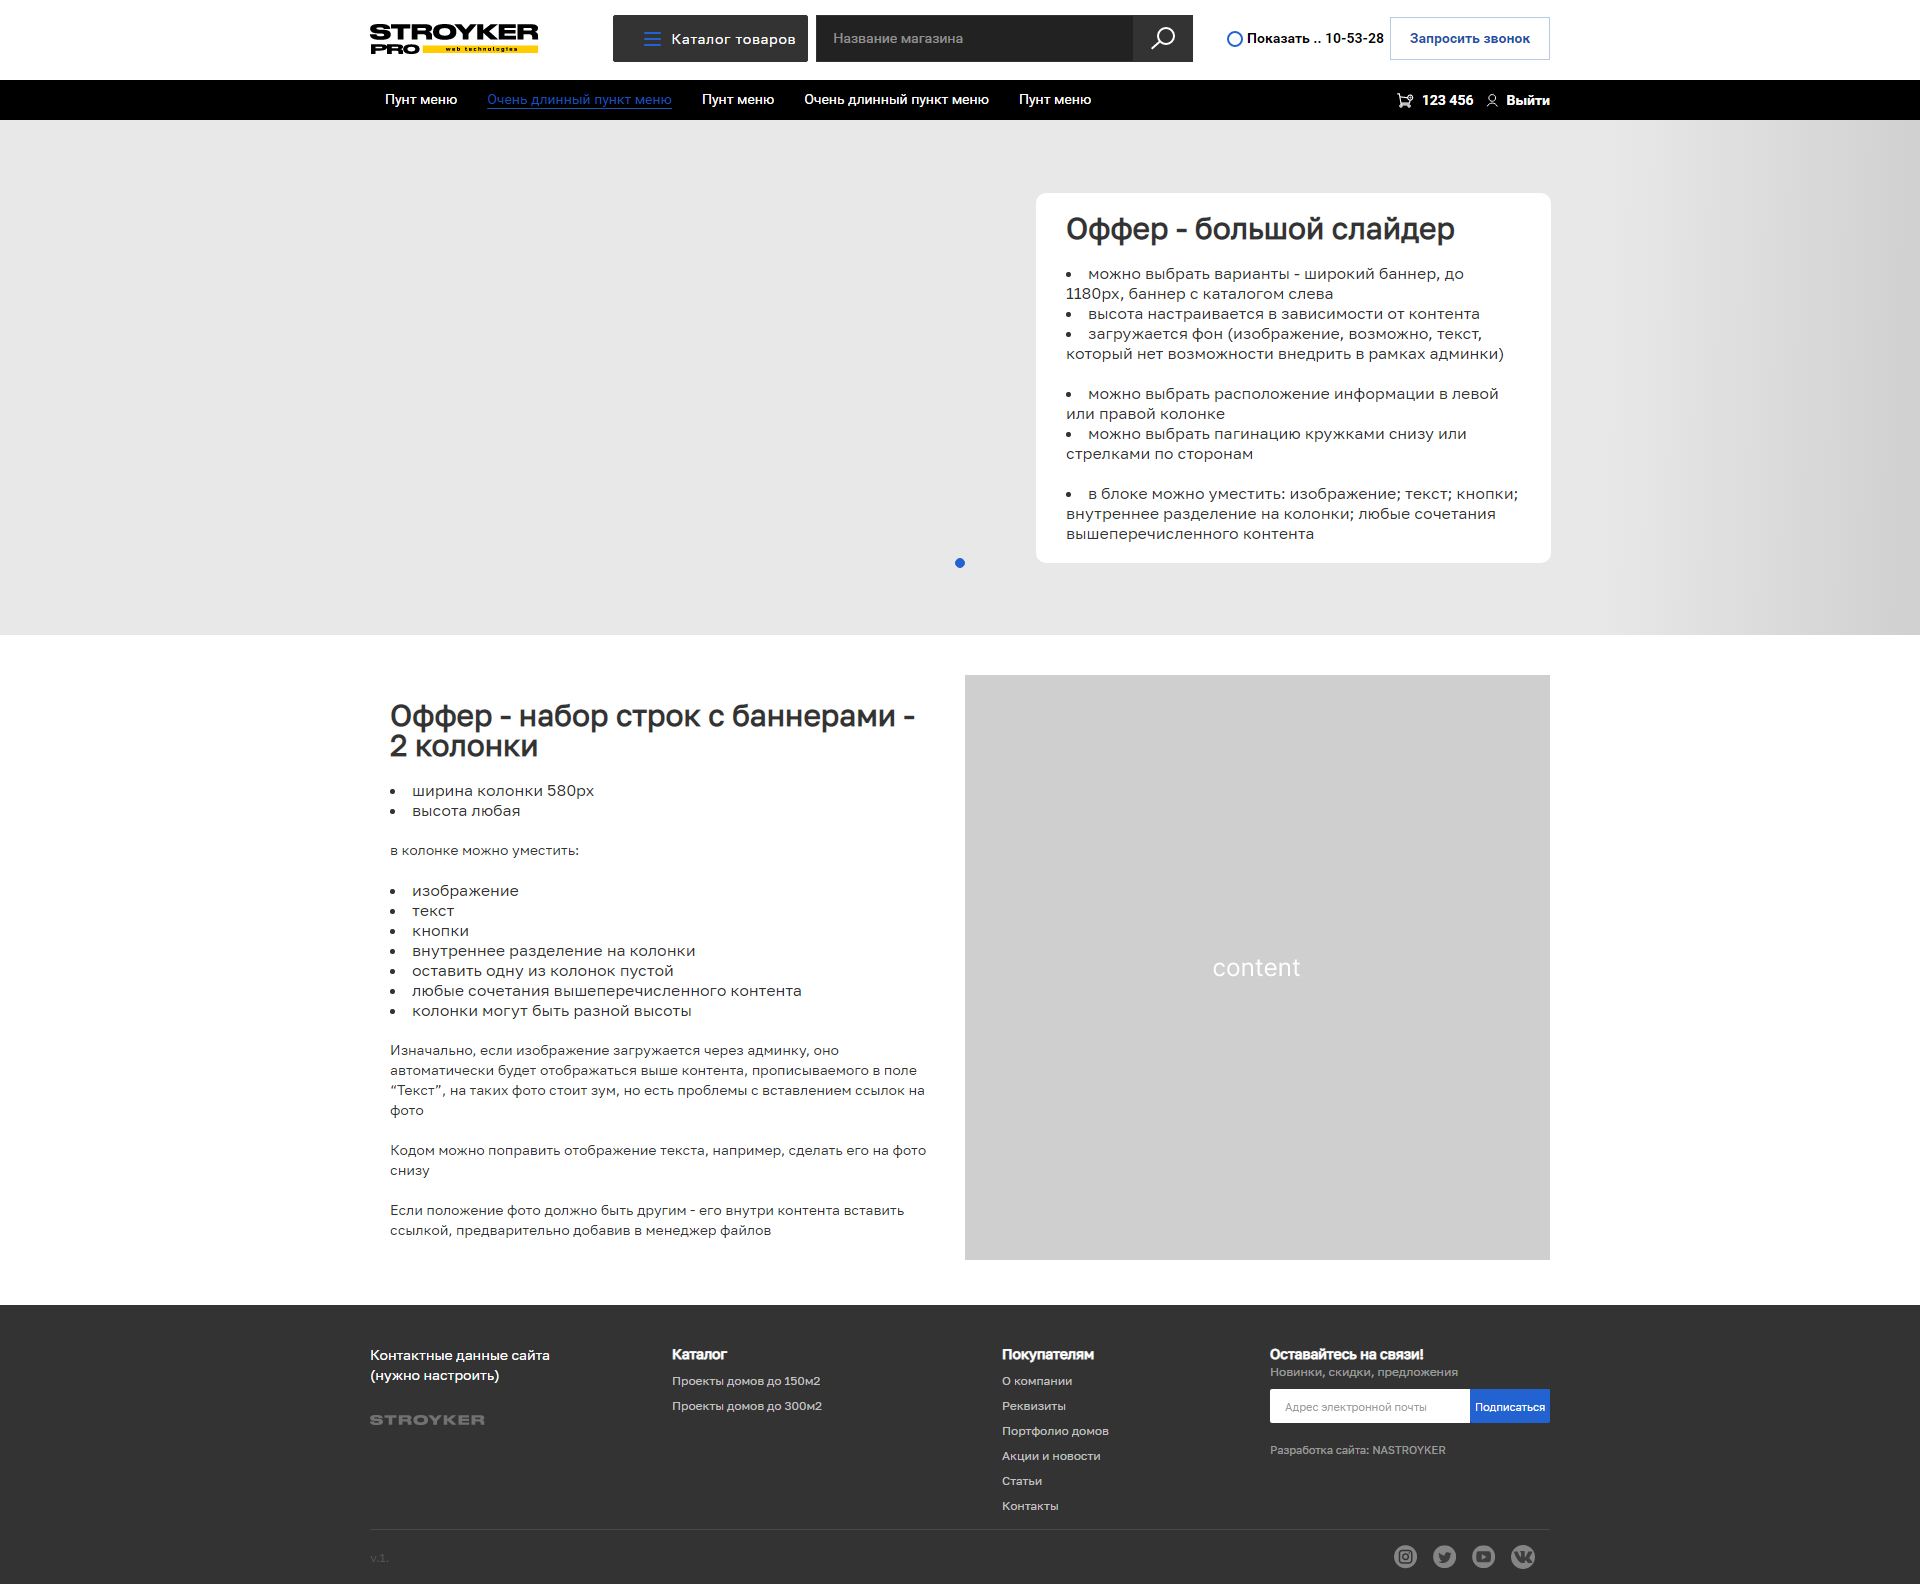 STROYKER
PRO web technologies
Каталог товаров
Название магазина
Показать .. 10-53-28
Запросить звонок
Пунт меню
Очень длинный пункт меню
Пунт меню
Очень длинный пункт меню
Пунт меню
123 456
Выйти
Оффер - большой слайдер
• можно выбрать варианты - широкий баннер, до
1180px, баннер с каталогом слева
• высота настраивается в зависимости от контента
• загружается фон (изображение, возможно, текст,
который нет возможности внедрить в рамках админки)
• можно выбрать расположение информации в левой
или правой колонке
• можно выбрать пагинацию кружками снизу или
стрелками по сторонам
• в блоке можно уместить: изображение; текст; кнопки;
внутреннее разделение на колонки; любые сочетания
вышеперечисленного контента
Оффер - набор строк с баннерами -
2 колонки
• ширина колонки 580px
• высота любая
в колонке можно уместить:
• изображение
• текст
• кнопки
• внутреннее разделение на колонки
• оставить одну из колонок пустой
• любые сочетания вышеперечисленного контента
• колонки могут быть разной высоты
Изначально, если изображение загружается через админку, оно
автоматически будет отображаться выше контента, прописываемого в поле
“Текст”, на таких фото стоит зум, но есть проблемы с вставлением ссылок на
фото
Кодом можно поправить отображение текста, например, сделать его на фото
снизу
Если положение фото должно быть другим - его внутри контента вставить
ссылкой, предварительно добавив в менеджер файлов
content
Контактные данные сайта
(нужно настроить)
STROYKER
Каталог
Проекты домов до 150м2
Проекты домов до 300м2
Покупателям
О компании
Реквизиты
Портфолио домов
Акции и новости
Статьи
Контакты
Оставайтесь на связи!
Новинки, скидки, предложения
Адрес электронной почты
Подписаться
Разработка сайта: NASTROYKER
v.1.